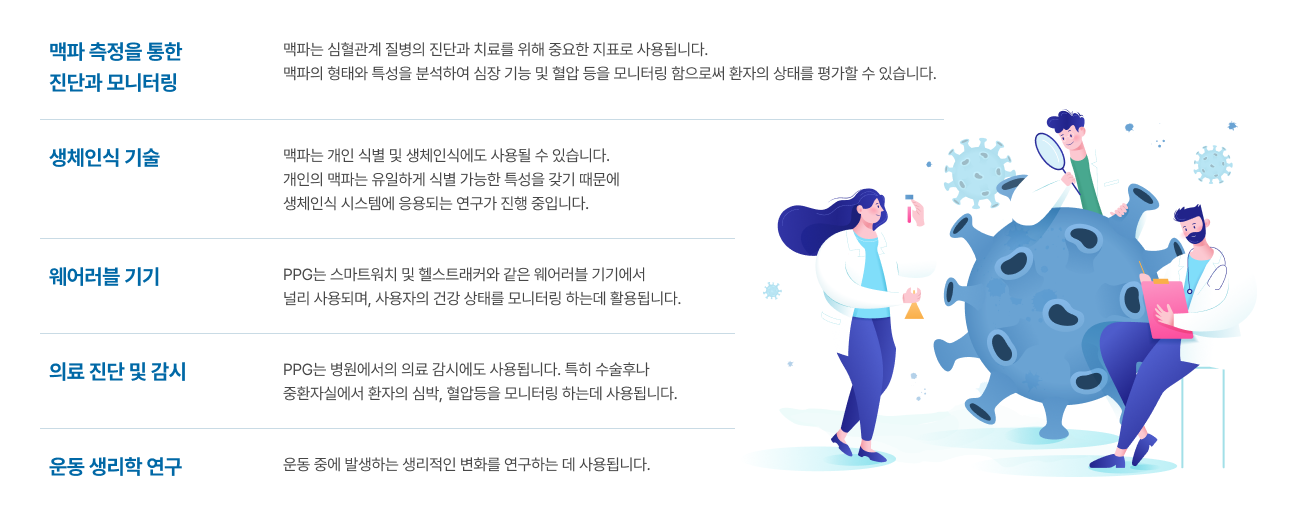 맥파 측정을 통한
진단과 모니터링
맥파는 심혈관계 질병의 진단과 치료를 위해 중요한 지표로 사용됩니다.
맥파의 형태와 특성을 분석하여 심장 기능 및 혈압 등을 모니터링 함으로써 환자의 상태를 평가할 수 있습니다.
생체인식 기술
맥파는 개인 식별 및 생체인식에도 사용될 수 있습니다.
개인의 맥파는 유일하게 식별 가능한 특성을 갖기 때문에
생체인식 시스템에 응용되는 연구가 진행 중입니다.
웨어러블 기기
PPG는 스마트워치 및 헬스트래커와 같은 웨어러블 기기에서
널리 사용되며, 사용자의 건강 상태를 모니터링 하는데 활용됩니다.
의료 진단 및 감시
PPG는 병원에서의 의료 감시에도 사용됩니다. 특히 수술후나
중환자실에서 환자의 심박, 혈압등을 모니터링 하는데 사용됩니다.
운동 생리학 연구
운동 중에 발생하는 생리적인 변화를 연구하는 데 사용됩니다.